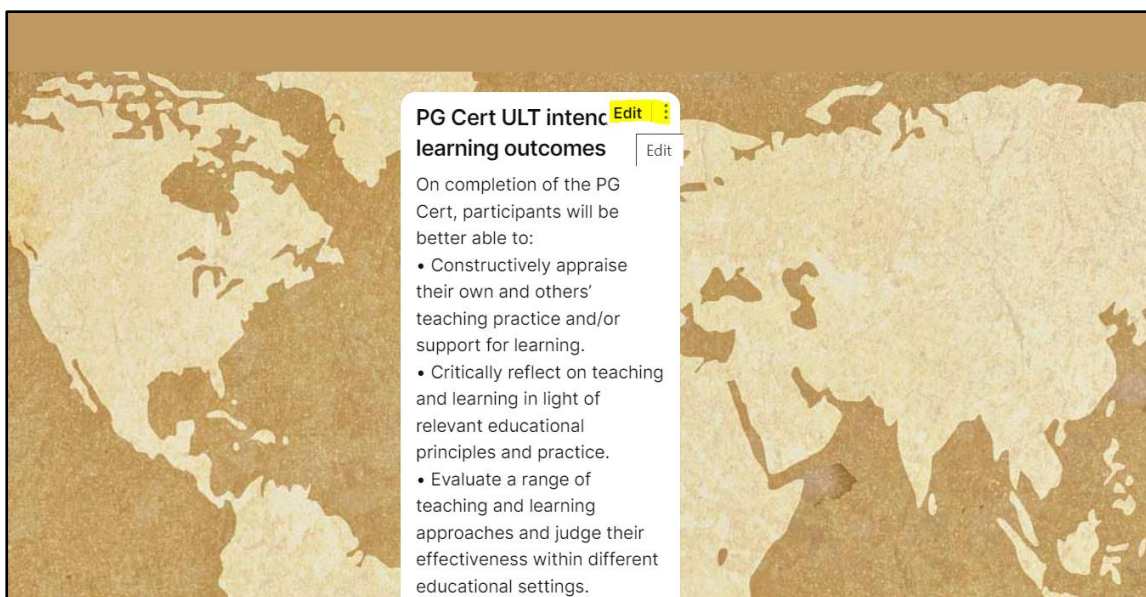 PG Cert ULT intenc Edit
learning outcomes
Edit
On completion of the PG
Cert, participants will be
better able to:
• Constructively appraise
their own and others’
teaching practice and/or
support for learning.
• Critically reflect on teaching
and learning in light of
relevant educational
principles and practice.
• Evaluate a range of
teaching and learning
approaches and judge their
effectiveness within different
educational settings.